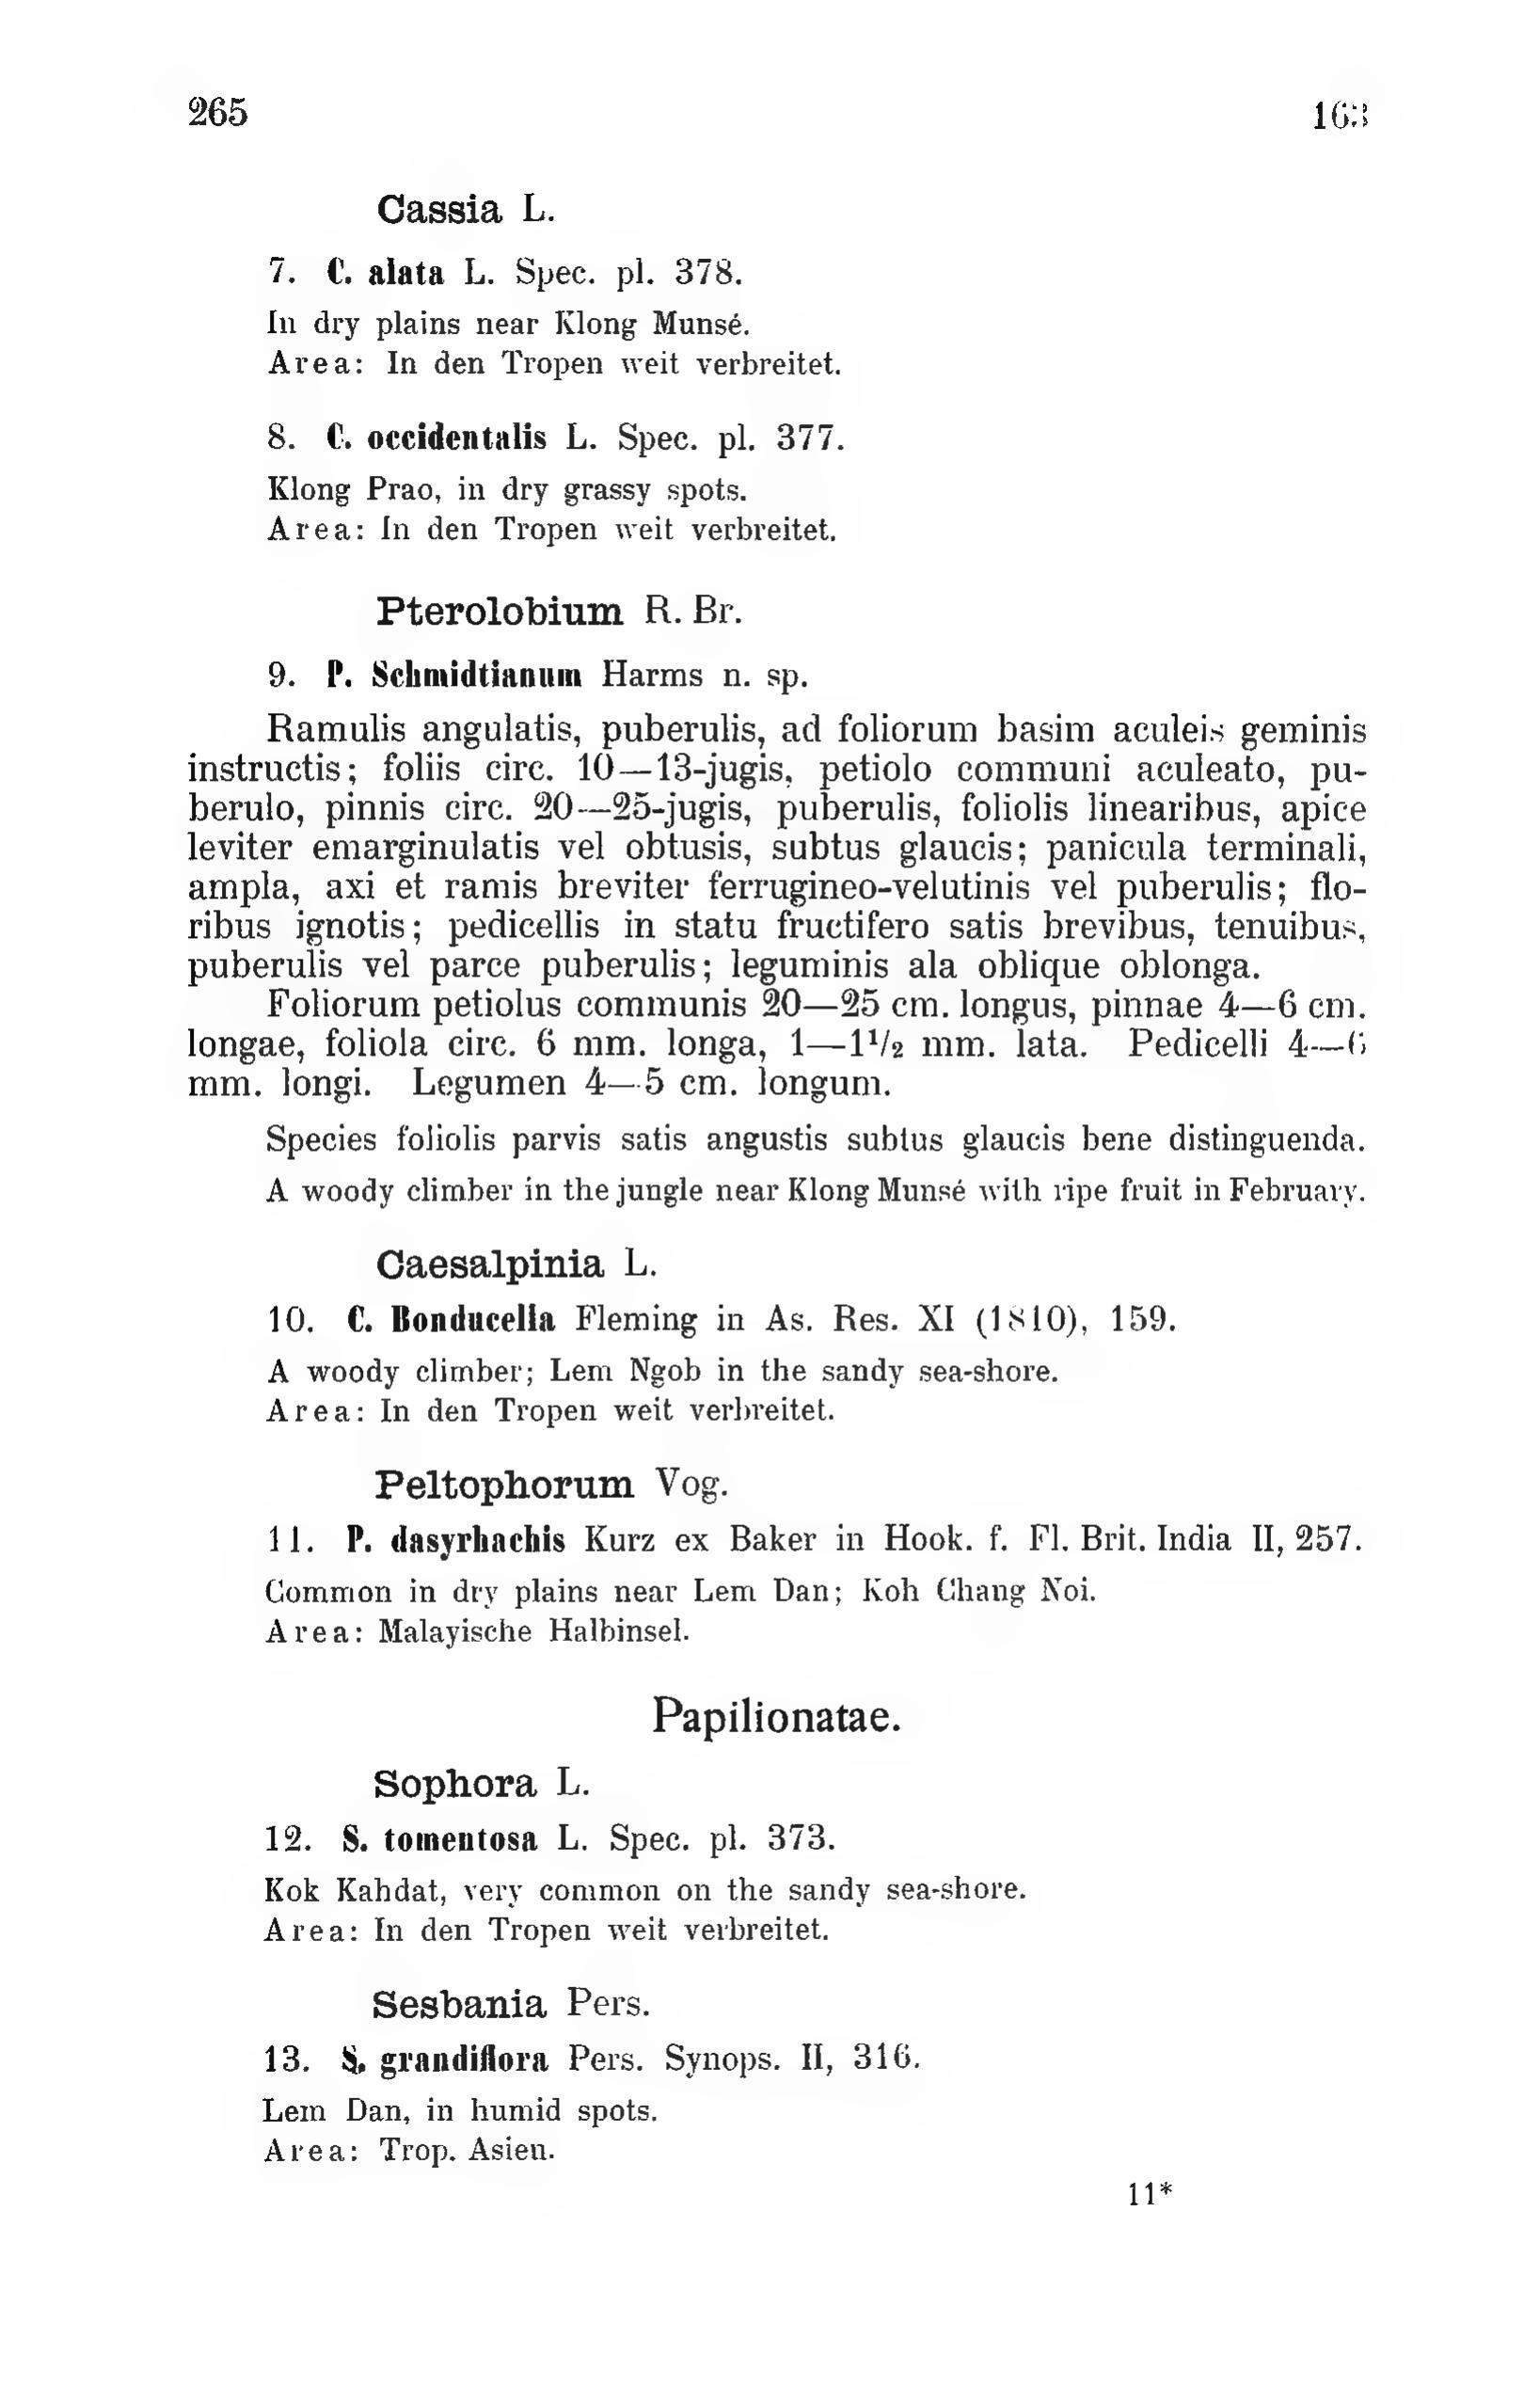 265 163
Cassia L.
7. C. alata L. Spec. pl. 378.
In dry plains near Klong Munsé.
Area: In den Tropen weit verbreitet.
8. C. occidentalis L. Spec. pl. 377.
Klong Prao, in dry grassy spots.
Area: In den Tropen weit verbreitet.
Pterolobium R. Br.
9. P. Schmidtianum Harms n. sp.
Ramulis angulatis, puberulis, ad foliorum basim aculeis geminis
instructis; foliis circ. 10—13-jugis, petiolo communi aculeato, pu-
berulo, pinnis circ. 20—25-jugis, puberulis, foliolis linearibus, apice
leviter emarginulatis vel obtusis, subtus glaucis; panicula terminali,
ampla, axi et ramis breviter ferrugineo-velutinis vel puberulis; flo-
ribus ignotis; pedicellis in statu fructifero satis brevibus, tenuibus,
puberulis vel parce puberulis; leguminis ala oblique oblonga.
Foliorum petiolus communis 20—25 cm. longus, pinnae 4—6 cm.
longae, foliola circ. 6 mm. longa, 1—1¹/₂ mm. lata. Pedicelli 4—6
mm. longi. Legumen 4—5 cm. longum.
Species foliolis parvis satis angustis subtus glaucis bene distinguenda.
A woody climber in the jungle near Klong Munsé with ripe fruit in February.
Caesalpinia L.
10. C. Bonducella Fleming in As. Res. XI (1810), 159.
A woody climber; Lem Ngob in the sandy sea-shore.
Area: In den Tropen weit verbreitet.
Peltophorum Vog.
11. P. dasyrhachis Kurz ex Baker in Hook. f. Fl. Brit. India II, 257.
Common in dry plains near Lem Dan; Koh Chang Noi.
Area: Malayische Halbinsel.
Papilionatae.
Sophora L.
12. S. tomentosa L. Spec. pl. 373.
Kok Kahdat, very common on the sandy sea-shore.
Area: In den Tropen weit verbreitet.
Sesbania Pers.
13. S. grandiflora Pers. Synops. II, 316.
Lem Dan, in humid spots.
Area: Trop. Asien.
11*